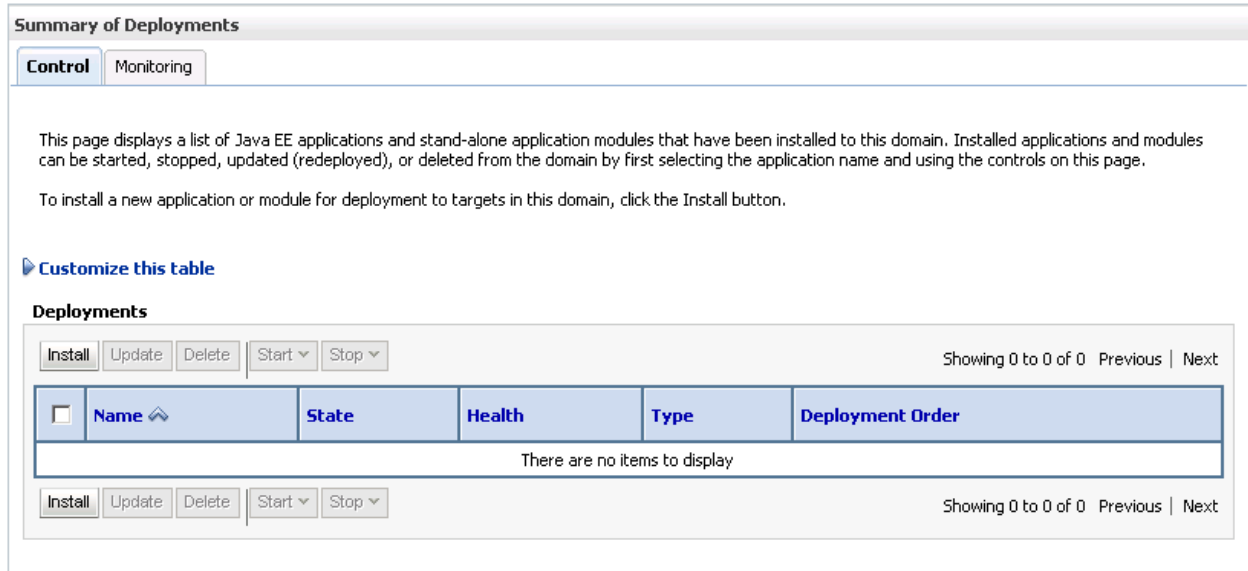 Summary of Deployments
Control Monitoring
This page displays a list of Java EE applications and stand-alone application modules that have been installed to this domain. Installed applications and modules
can be started, stopped, updated (redeployed), or deleted from the domain by first selecting the application name and using the controls on this page.
To install a new application or module for deployment to targets in this domain, click the Install button.
Customize this table
Deployments
Install Update Delete Start Stop Showing 0 to 0 of 0 Previous | Next
Name State Health Type Deployment Order
There are no items to display
Install Update Delete Start Stop Showing 0 to 0 of 0 Previous | Next